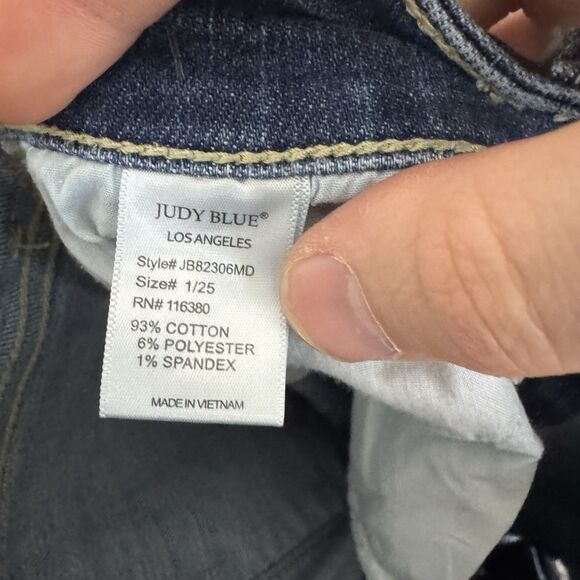 JUDY BLUE®
LOS ANGELES
Style# JB82306MD
Size# 1/25
RN# 116380
93% COTTON
6% POLYESTER
1% SPANDEX
MADE IN VIETNAM